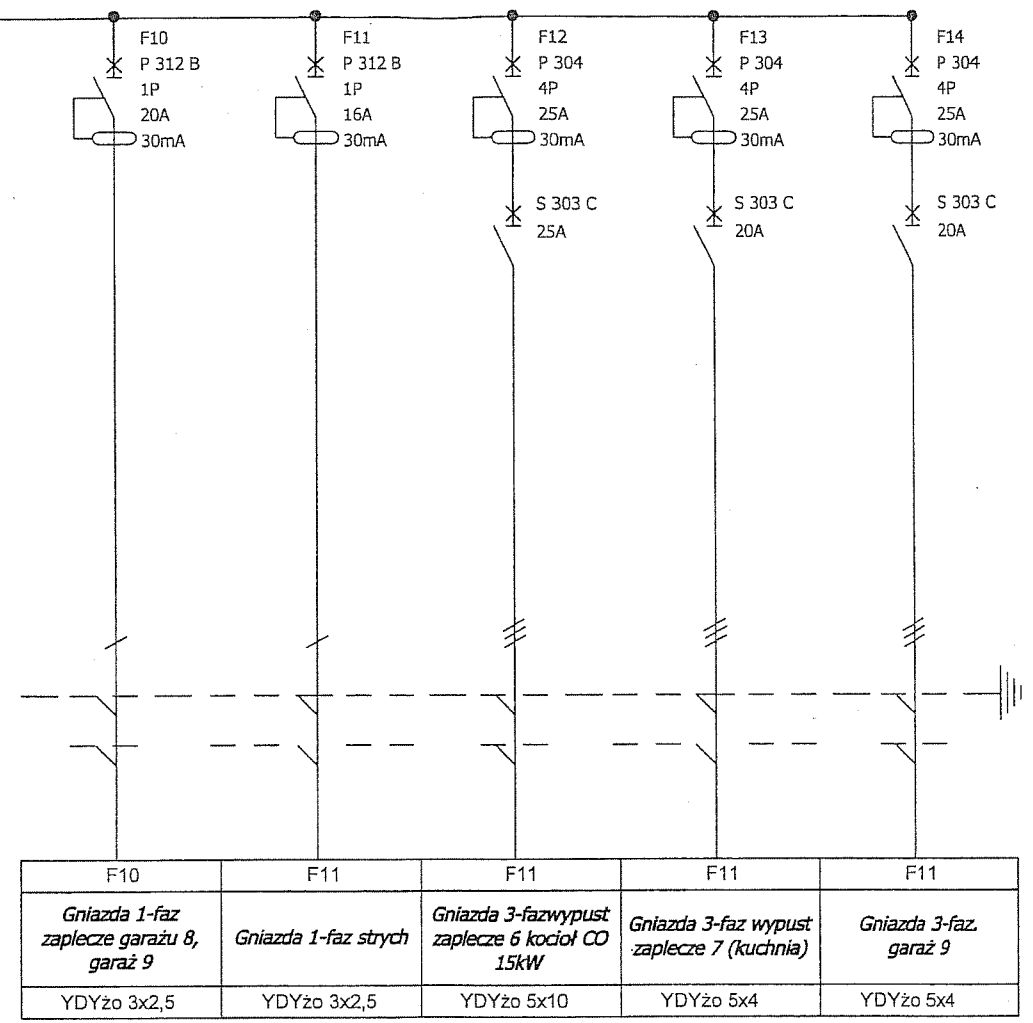 F10
P 312 B
1P
20A
30mA
F11
P 312 B
1P
16A
30mA
F12
P 304
4P
25A
30mA
S 303 C
25A
F13
P 304
4P
25A
30mA
S 303 C
20A
F14
P 304
4P
25A
30mA
S 303 C
20A
F10
F11
F11
F11
F11
Gniazda 1-faz
zaplecze garażu 8,
garaż 9
Gniazda 1-faz strych
Gniazda 3-fazwypust
zaplecze 6 kocioł CO
15kW
Gniazda 3-faz wypust
zaplecze 7 (kuchnia)
Gniazda 3-faz.
garaż 9
YDYżo 3x2,5
YDYżo 3x2,5
YDYżo 5x10
YDYżo 5x4
YDYżo 5x4